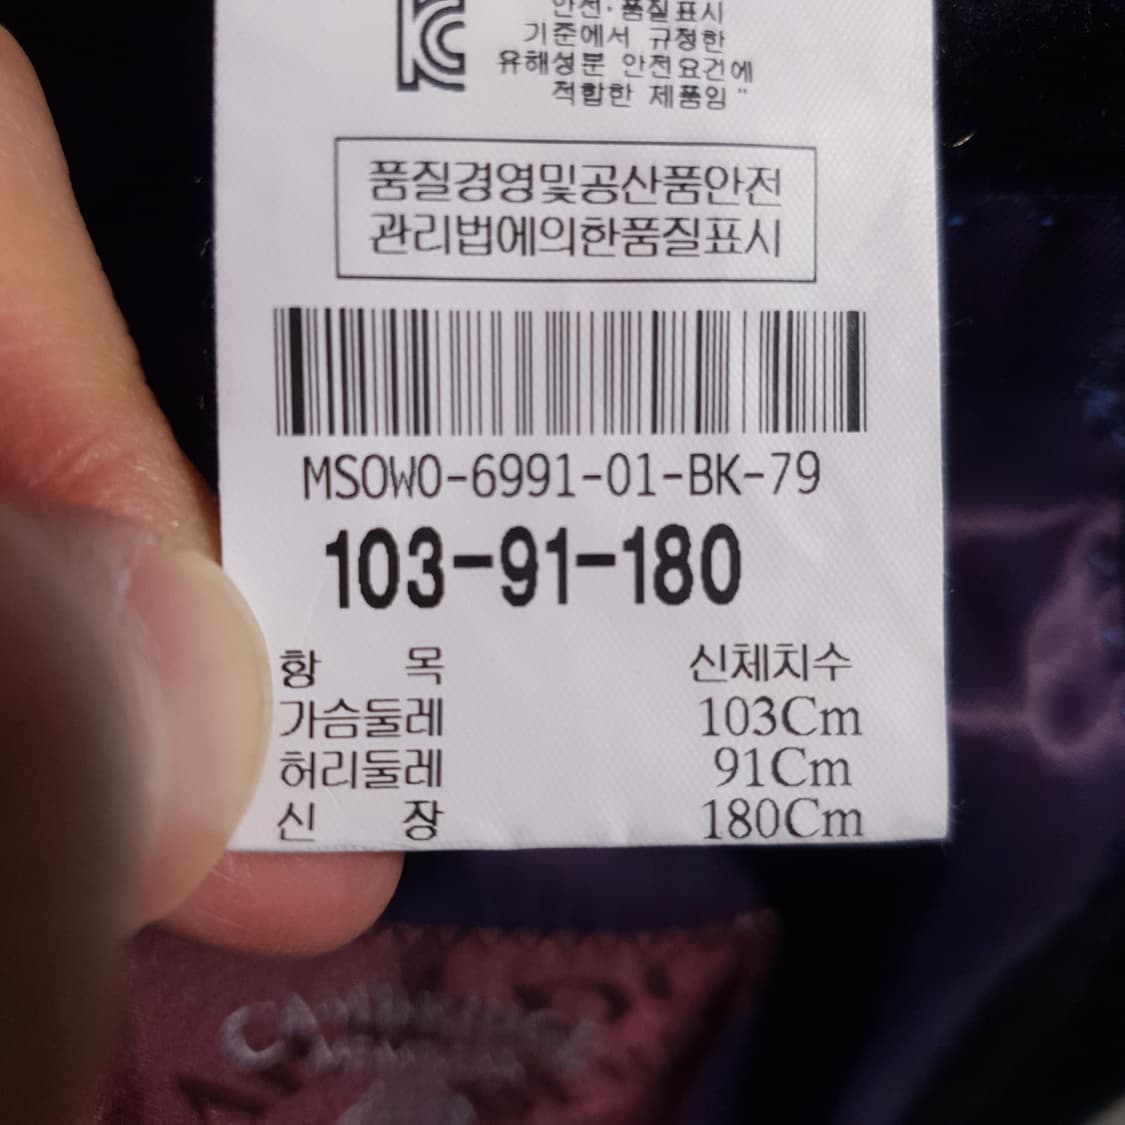 안전·품질표시
기준에서 규정한
유해성분 안전요건에
적합한 제품임 "
품질경영및공산품안전
관리법에의한품질표시
MSOWO-6991-01-BK-79
103-91-180
항 목 신체치수
가슴둘레 103Cm
허리둘레 91Cm
신 장 180Cm